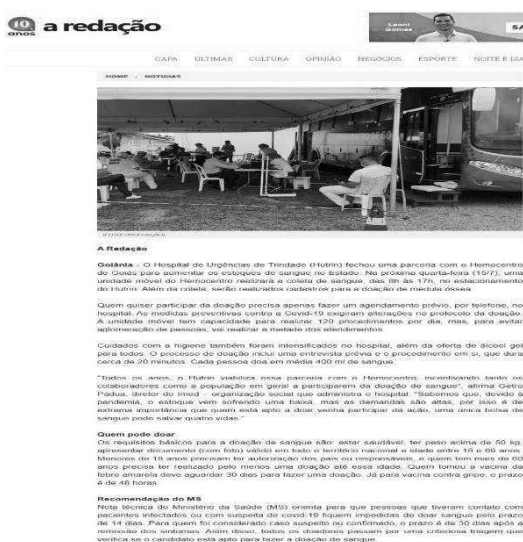 10 anos
a redação
Leoni
Gomes
SA
CAPA ÚLTIMAS CULTURA OPINIÃO NEGÓCIOS ESPORTE NOITE E DIA
HOME / NOTÍCIAS
A Redação
Goiânia - O Hospital de Urgências de Trindade (Hutrin) fechou uma parceria com o Hemocentro
de Goiás para aumentar os estoques de sangue no Estado. Na próxima quarta-feira (15/7), uma
unidade móvel do Hemocentro realizará a coleta de sangue, das 8h às 17h, no estacionamento
do Hutrin. Além da coleta, serão realizados cadastros para a doação de medula óssea.
Quem quiser participar da doação precisa apenas fazer um agendamento prévio, por telefone, no
hospital. As medidas preventivas contra a Covid-19 exigiram alterações no protocolo da doação.
A unidade móvel tem capacidade para realizar 120 procedimentos por dia, mas, para evitar
aglomeração de pessoas, vai realizar a metade dos atendimentos.
Cuidados com a higiene também foram intensificados no hospital, além da oferta de álcool gel
para todos. O processo de doação inclui uma entrevista prévia e o procedimento em si, que dura
cerca de 20 minutos. Cada pessoa doa em média 400 ml de sangue.
"Todos os anos, o Hutrin viabiliza essa parceria com o Hemocentro, incentivando tanto os
colaboradores como a população em geral a participarem da doação de sangue", afirma Getro
Pádua, diretor do Imed - organização social que administra o hospital. "Sabemos que, devido à
pandemia, o estoque vem sofrendo uma baixa, mas as demandas são altas, por isso é de
extrema importância que quem está apto a doar venha participar da ação, uma única bolsa de
sangue pode salvar quatro vidas."
Quem pode doar
Os requisitos básicos para a doação de sangue são: estar saudável, ter peso acima de 50 kg,
apresentar documento (com foto) válido em todo o território nacional e idade entre 16 e 69 anos.
Menores de 18 anos precisam ter autorização dos pais ou responsáveis, e quem tem mais de 60
anos precisa ter realizado pelo menos uma doação até essa idade. Quem tomou a vacina da
febre amarela deve aguardar 30 dias para fazer uma doação. Já para vacina contra gripe, o prazo
é de 48 horas.
Recomendação do MS
Nota técnica do Ministério da Saúde (MS) orienta para que pessoas que tiveram contato com
pacientes infectados ou com suspeita de covid-19 fiquem impedidas de doar sangue pelo prazo
de 14 dias. Para quem foi considerado caso suspeito ou confirmado, o prazo é de 30 dias após a
remissão dos sintomas. Além disso, todos os doadores passam por uma criteriosa triagem que
verifica se o candidato está apto para fazer a doação de sangue.